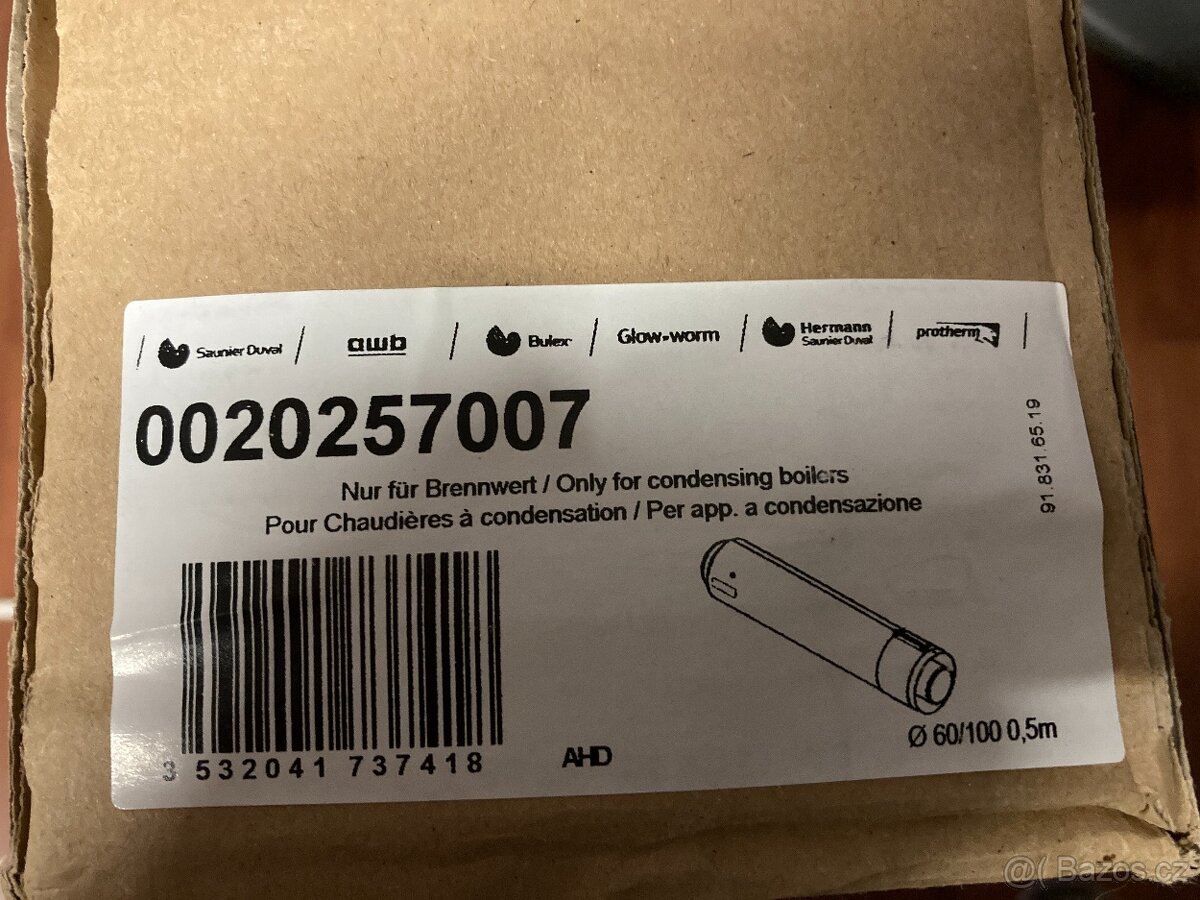 Saunier Duval / awb / Bulex / Glow-worm / Hermann Saunier Duval / protherm
0020257007
91.831.65.19
Nur für Brennwert / Only for condensing boilers
Pour Chaudières à condensation / Per app. a condensazione
3 532041 737418
AHD
Ø 60/100 0,5m
@( Bazos.cz